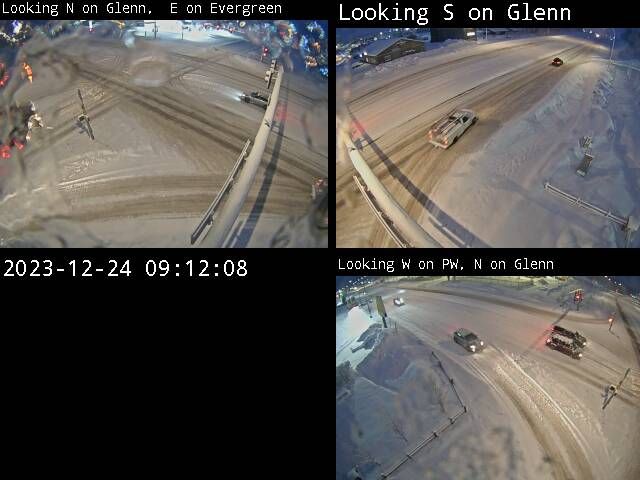 Looking N on Glenn, E on Evergreen
Looking S on Glenn
2023-12-24 09:12:08
Looking W on PW, N on Glenn